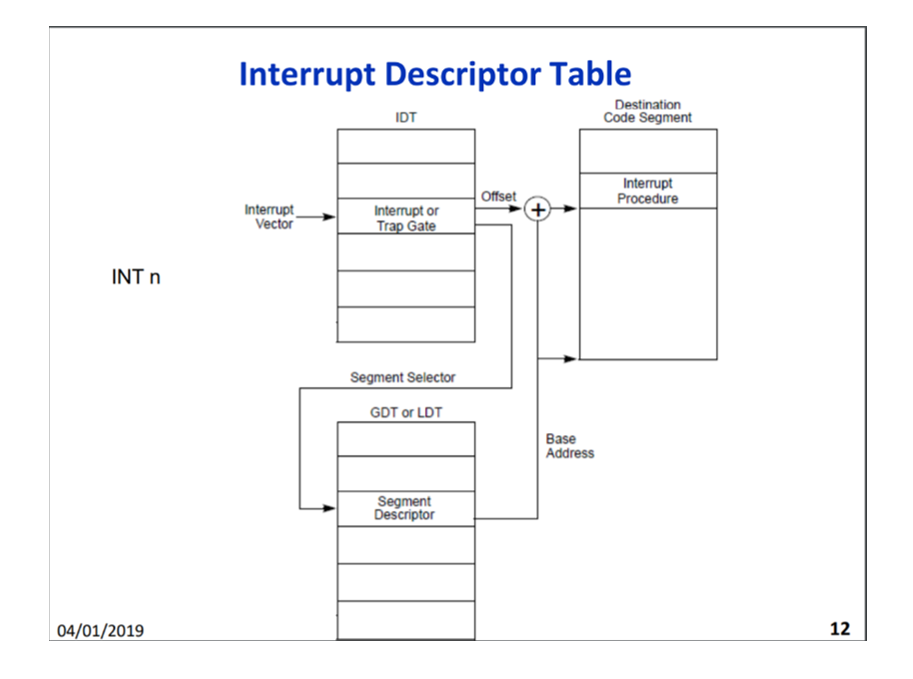 Interrupt Descriptor Table
IDT
Destination
Code Segment
Interrupt
Vector
Interrupt or
Trap Gate
Offset
+
Interrupt
Procedure
INT n
Segment Selector
GDT or LDT
Segment
Descriptor
Base
Address
04/01/2019
12